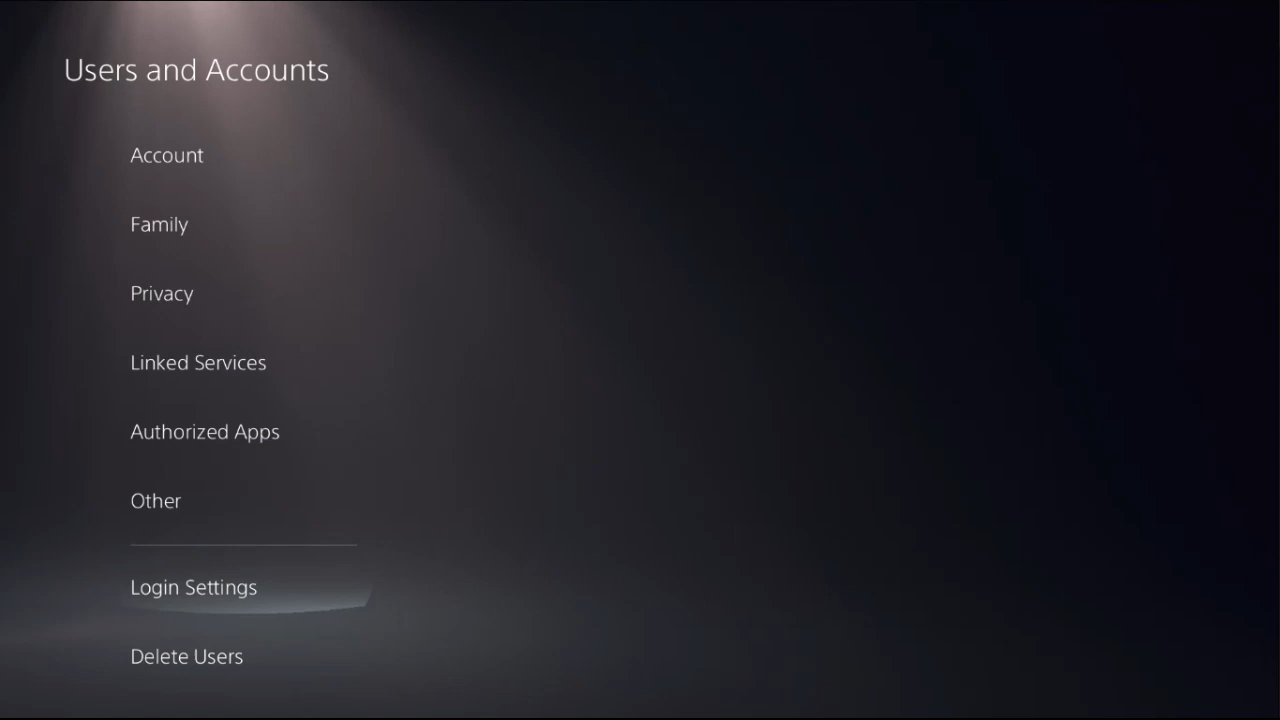 Users and Accounts
Account
Family
Privacy
Linked Services
Authorized Apps
Other
Login Settings
Delete Users